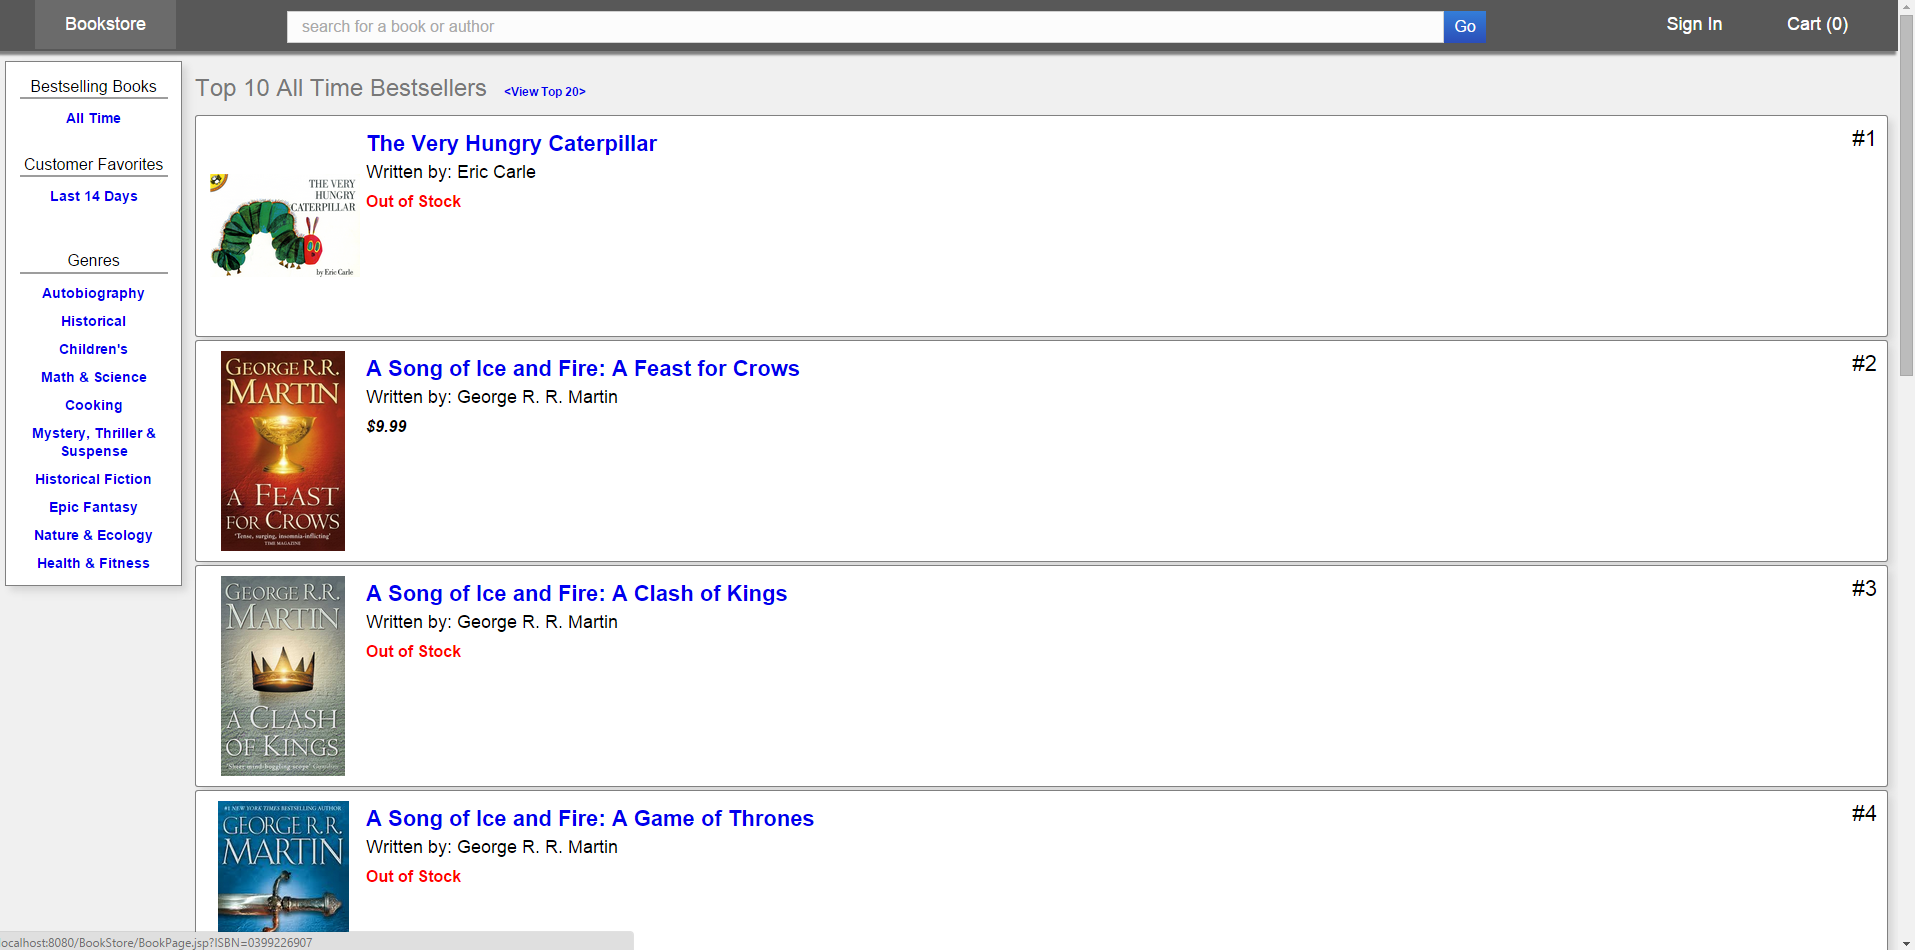 Bookstore
search for a book or author
Go
Sign In
Cart (0)
Bestselling Books
All Time
Customer Favorites
Last 14 Days
Genres
Autobiography
Historical
Children's
Math & Science
Cooking
Mystery, Thriller &
Suspense
Historical Fiction
Epic Fantasy
Nature & Ecology
Health & Fitness
Top 10 All Time Bestsellers <View Top 20>
The Very Hungry Caterpillar
#1
Written by: Eric Carle
Out of Stock
THE VERY
HUNGRY
CATERPILLAR
by Eric Carle
A Song of Ice and Fire: A Feast for Crows
#2
Written by: George R. R. Martin
$9.99
GEORGE R.R.
MARTIN
A FEAST
FOR CROWS
'Tense, surging, insomnia-inflicting'
TIME MAGAZINE
A Song of Ice and Fire: A Clash of Kings
#3
Written by: George R. R. Martin
Out of Stock
GEORGE R.R.
MARTIN
A CLASH
OF KINGS
A Song of Ice and Fire: A Game of Thrones
#4
Written by: George R. R. Martin
Out of Stock
#1 NEW YORK TIMES BESTSELLING AUTHOR
GEORGE R.R.
MARTIN
ocalhost:8080/BookStore/BookPage.jsp?ISBN=0399226907